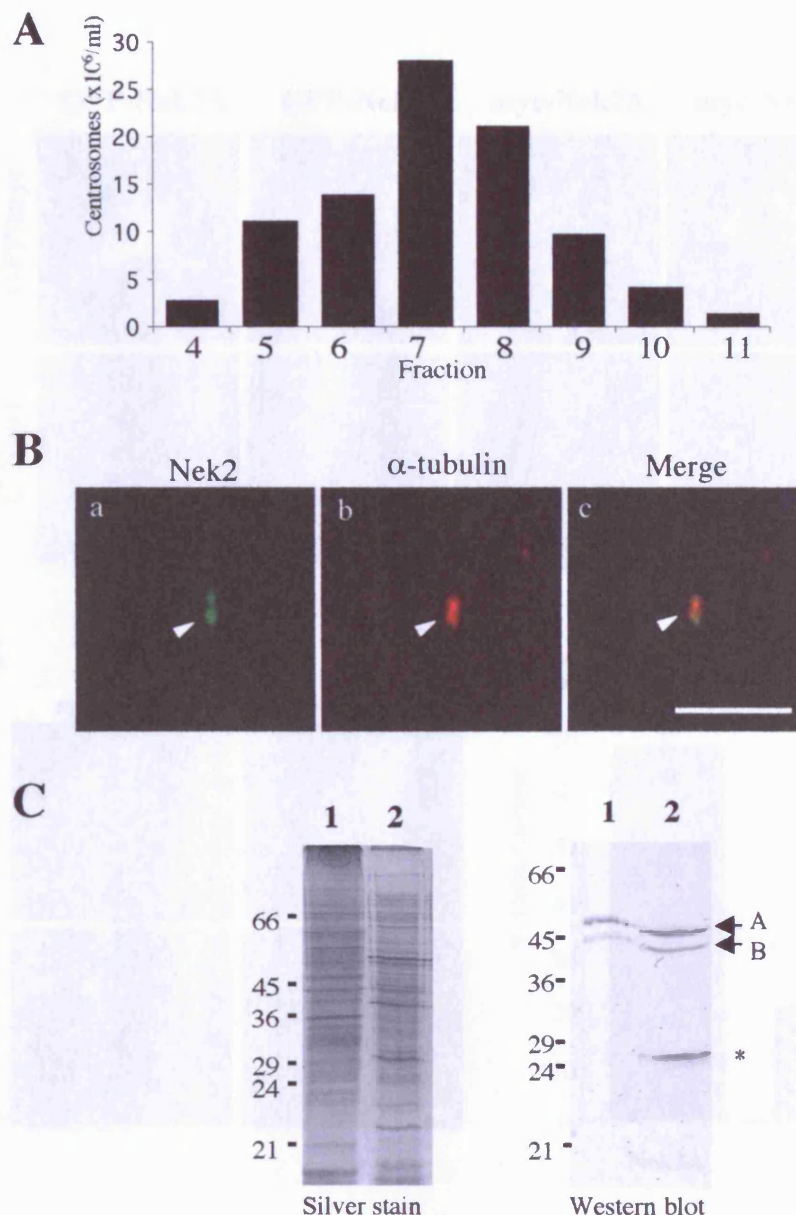 A
Centrosomes (x10⁶/ml)
30
25
20
15
10
5
0
4 5 6 7 8 9 10 11
Fraction
B
Nek2 α-tubulin Merge
a b c
C
1 2
66
45
36
29
24
21
Silver stain
1 2
66
45
36
29
24
21
A
B
*
Western blot